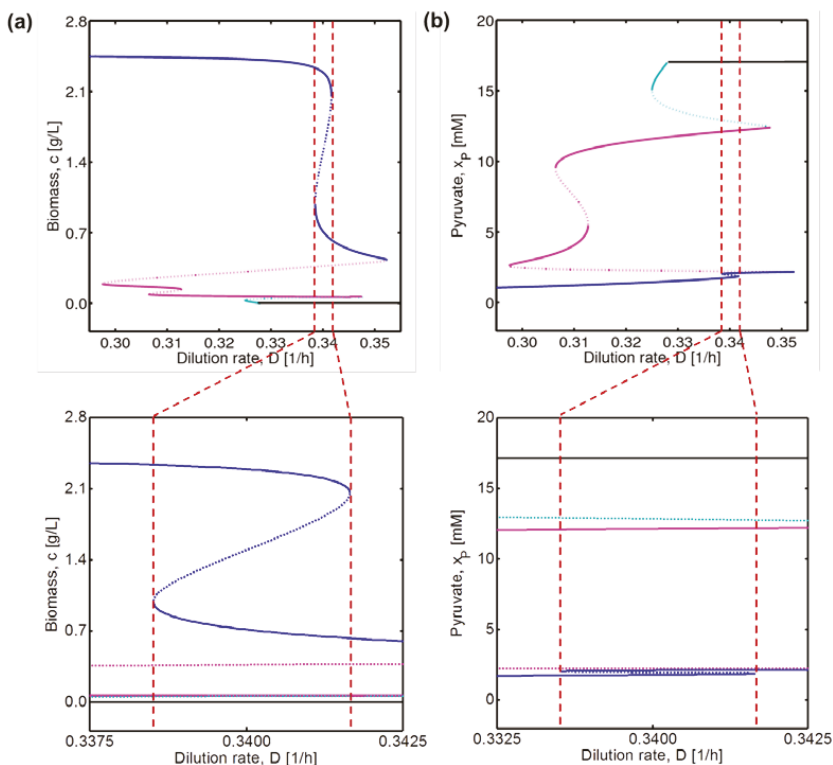 (a)
2.8
2.1
1.4
0.7
0.0
Biomass, c [g/L]
0.30 0.31 0.32 0.33 0.34 0.35
Dilution rate, D [1/h]
(b)
20
15
10
5
0
Pyruvate, xP [mM]
0.30 0.31 0.32 0.33 0.34 0.35
Dilution rate, D [1/h]
2.8
2.1
1.4
0.7
0.0
Biomass, c [g/L]
0.3375 0.3400 0.3425
Dilution rate, D [1/h]
20
15
10
5
0
Pyruvate, xp [mM]
0.3325 0.3400 0.3425
Dilution rate, D [1/h]